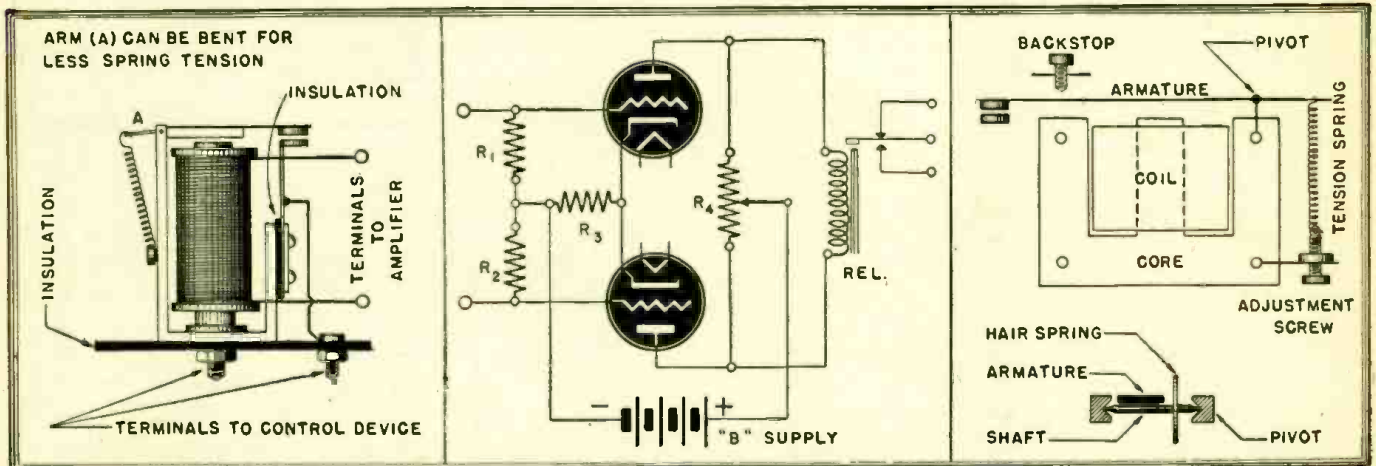 ARM (A) CAN BE BENT FOR
LESS SPRING TENSION
INSULATION
A
INSULATION
TERMINALS
TO
AMPLIFIER
TERMINALS TO CONTROL DEVICE
R1
R2
R3
R4
REL.
− +
"B" SUPPLY
BACKSTOP
PIVOT
ARMATURE
COIL
CORE
TENSION SPRING
ADJUSTMENT
SCREW
HAIR SPRING
ARMATURE
SHAFT
PIVOT